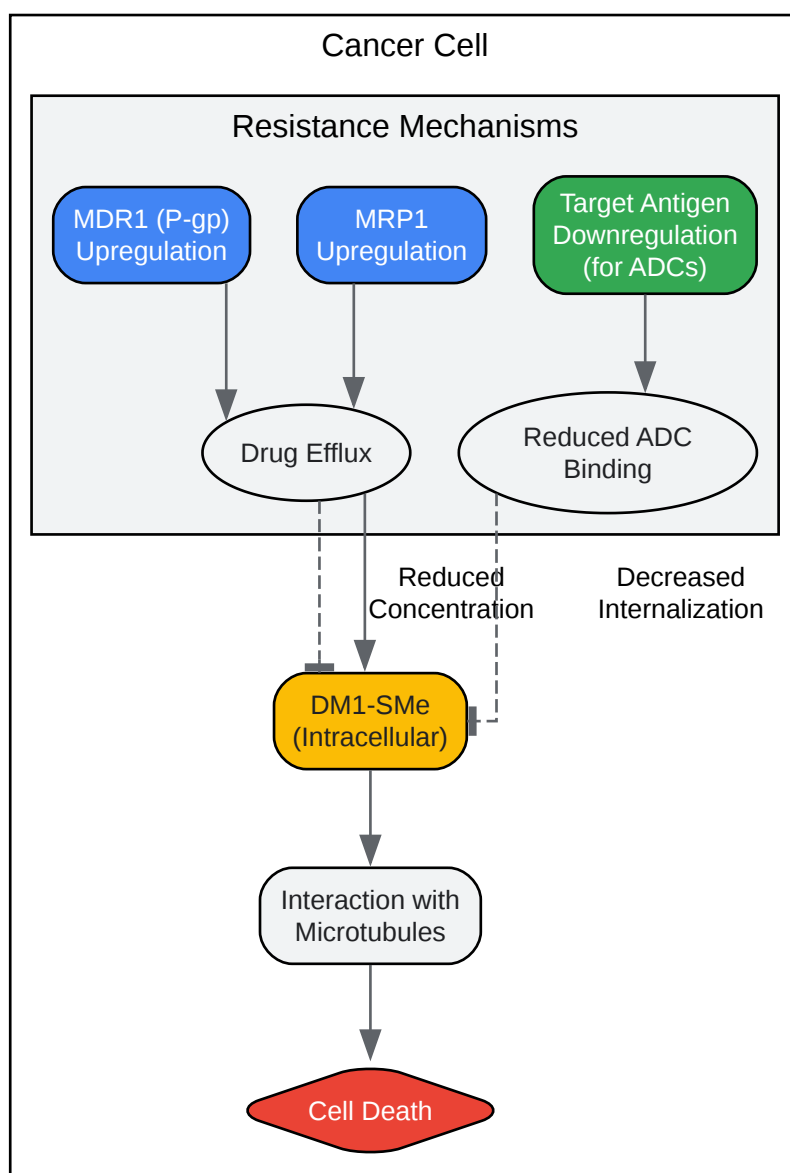 Cancer Cell
Resistance Mechanisms
MDR1 (P-gp)
Upregulation
MRP1
Upregulation
Target Antigen
Downregulation
(for ADCs)
Drug Efflux
Reduced ADC
Binding
Reduced
Concentration
Decreased
Internalization
DM1-SMe
(Intracellular)
Interaction with
Microtubules
Cell Death